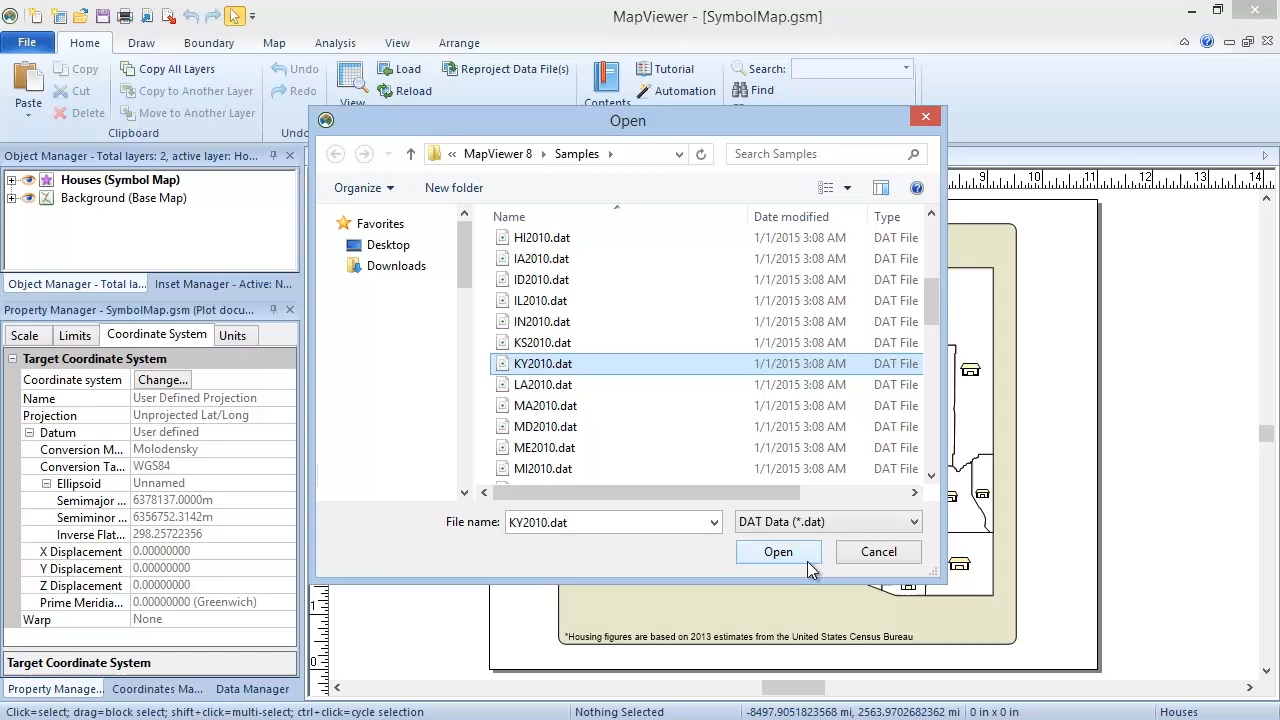 MapViewer - [SymbolMap.gsm]
File Home Draw Boundary Map Analysis View Arrange
Paste
Copy
Cut
Delete
Copy All Layers
Copy to Another Layer
Move to Another Layer
Clipboard
Undo
Redo
Undo
View
Load
Reload
Reproject Data File(s)
Contents
Tutorial
Automation
Search:
Find
Object Manager - Total layers: 2, active layer: Ho...
Houses (Symbol Map)
Background (Base Map)
Object Manager - Total la... Inset Manager - Active: N...
Property Manager - SymbolMap.gsm (Plot docu...
Scale Limits Coordinate System Units
Target Coordinate System
Coordinate system Change...
Name User Defined Projection
Projection Unprojected Lat/Long
Datum User defined
Conversion M... Molodensky
Conversion Ta... WGS84
Ellipsoid Unnamed
Semimajor ... 6378137.0000m
Semiminor ... 6356752.3142m
Inverse Flat... 298.25722356
X Displacement 0.00000000
Y Displacement 0.00000000
Z Displacement 0.00000000
Prime Meridia... 0.00000000 (Greenwich)
Warp None
Target Coordinate System
Property Manage... Coordinates Ma... Data Manager
Open
« MapViewer 8 Samples
Search Samples
Organize New folder
Favorites
Desktop
Downloads
Name Date modified Type
HI2010.dat 1/1/2015 3:08 AM DAT File
IA2010.dat 1/1/2015 3:08 AM DAT File
ID2010.dat 1/1/2015 3:08 AM DAT File
IL2010.dat 1/1/2015 3:08 AM DAT File
IN2010.dat 1/1/2015 3:08 AM DAT File
KS2010.dat 1/1/2015 3:08 AM DAT File
KY2010.dat 1/1/2015 3:08 AM DAT File
LA2010.dat 1/1/2015 3:08 AM DAT File
MA2010.dat 1/1/2015 3:08 AM DAT File
MD2010.dat 1/1/2015 3:08 AM DAT File
ME2010.dat 1/1/2015 3:08 AM DAT File
MI2010.dat 1/1/2015 3:08 AM DAT File
File name: KY2010.dat DAT Data (*.dat)
Open Cancel
9 10 11 12 13 14
1
0
*Housing figures are based on 2013 estimates from the United States Census Bureau
Click=select; drag=block select; shift+click=multi-select; ctrl+click=cycle selection Nothing Selected -8497.9051823568 mi, 2563.9702682362 mi 0 in x 0 in Houses